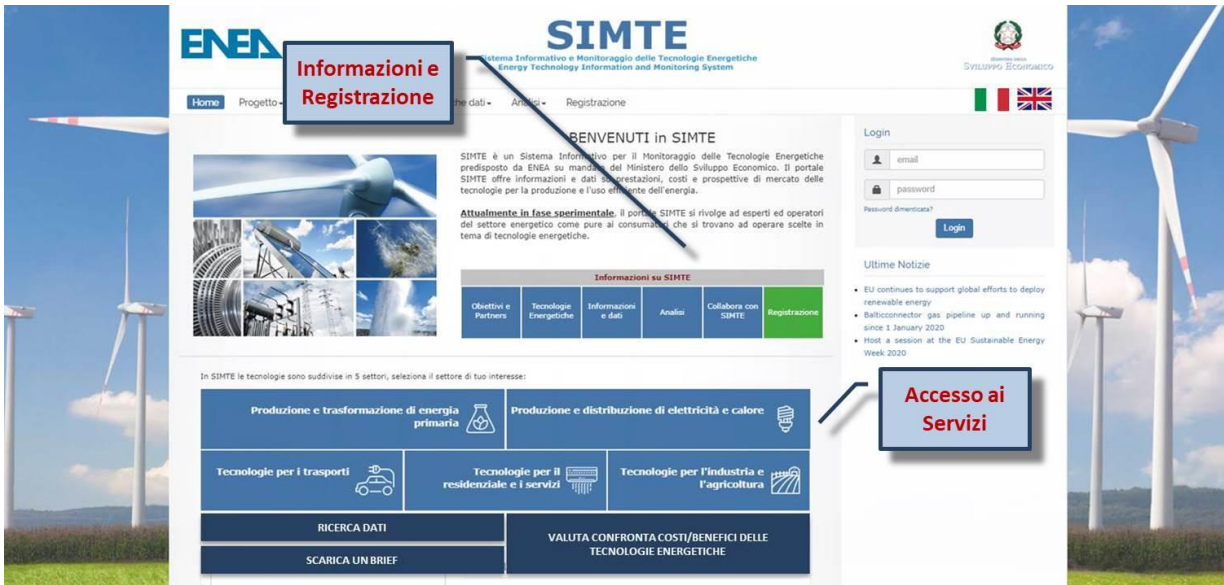 ENEA
SIMTE
Sistema Informativo e Monitoraggio delle Tecnologie Energetiche
Energy Technology Information and Monitoring System
SVILUPPO ECONOMICO
Informazioni e
Registrazione
Home Progetto che dati Analisi Registrazione
BENVENUTI in SIMTE
SIMTE è un Sistema Informativo per il Monitoraggio delle Tecnologie Energetiche
predisposto da ENEA su mandato del Ministero dello Sviluppo Economico. Il portale
SIMTE offre informazioni e dati su prestazioni, costi e prospettive di mercato delle
tecnologie per la produzione e l'uso efficiente dell'energia.
Attualmente in fase sperimentale, il portale SIMTE si rivolge ad esperti ed operatori
del settore energetico come pure ai consumatori che si trovano ad operare scelte in
tema di tecnologie energetiche.
Informazioni su SIMTE
Obiettivi e
Partners
Tecnologie
Energetiche
Informazioni
e dati
Analisi
Collabora con
SIMTE
Registrazione
Login
email
password
Password dimenticata?
Login
Ultime Notizie
EU continues to support global efforts to deploy
renewable energy
Balticconnector gas pipeline up and running
since 1 January 2020
Host a session at the EU Sustainable Energy
Week 2020
In SIMTE le tecnologie sono suddivise in 5 settori, seleziona il settore di tuo interesse:
Accesso ai
Servizi
Produzione e trasformazione di energia
primaria
Produzione e distribuzione di elettricità e calore
Tecnologie per i trasporti
Tecnologie per il
residenziale e i servizi
Tecnologie per l'industria e
l'agricoltura
RICERCA DATI
SCARICA UN BRIEF
VALUTA CONFRONTA COSTI/BENEFICI DELLE
TECNOLOGIE ENERGETICHE